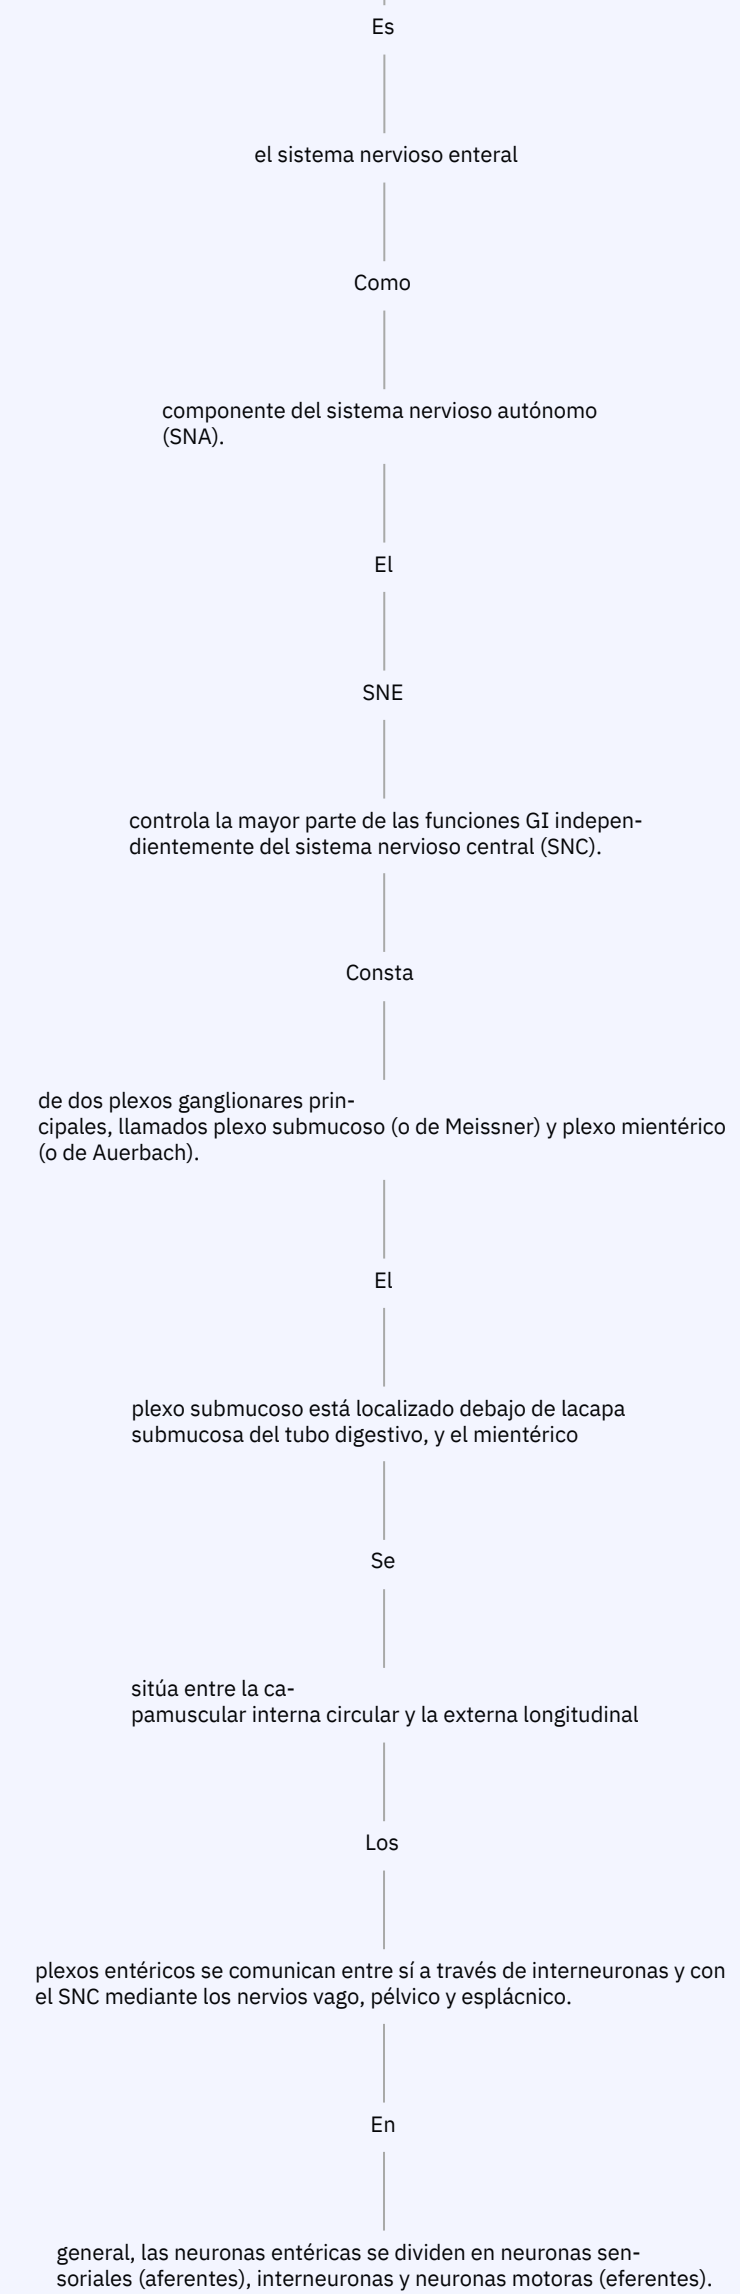 Es
el sistema nervioso enteral
Como
componente del sistema nervioso autónomo
(SNA).
El
SNE
controla la mayor parte de las funciones GI indepen-
dientemente del sistema nervioso central (SNC).
Consta
de dos plexos ganglionares prin-
cipales, llamados plexo submucoso (o de Meissner) y plexo mientérico
(o de Auerbach).
El
plexo submucoso está localizado debajo de lacapa
submucosa del tubo digestivo, y el mientérico
Se
sitúa entre la ca-
pamuscular interna circular y la externa longitudinal
Los
plexos entéricos se comunican entre sí a través de interneuronas y con
el SNC mediante los nervios vago, pélvico y esplácnico.
En
general, las neuronas entéricas se dividen en neuronas sen-
soriales (aferentes), interneuronas y neuronas motoras (eferentes).